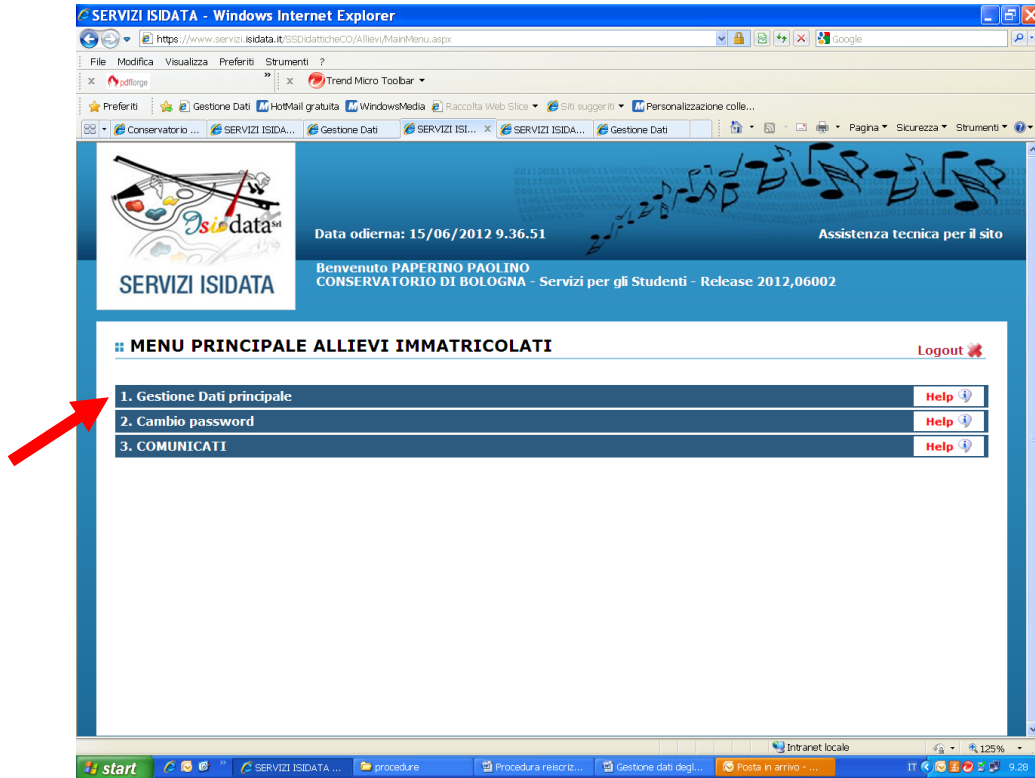 SERVIZI ISIDATA - Windows Internet Explorer
https://www.servizi.isidata.it/SSDidatticheCO/Allievi/MainMenu.aspx
Google
File Modifica Visualizza Preferiti Strumenti ?
x pdfforge » x Trend Micro Toolbar
Preferiti Gestione Dati HotMail gratuita WindowsMedia Raccolta Web Slice Siti suggeriti Personalizzazione colle...
Conservatorio ... SERVIZI ISIDA... Gestione Dati SERVIZI ISI... x SERVIZI ISIDA... Gestione Dati Pagina Sicurezza Strumenti
Isidata srl
Data odierna: 15/06/2012 9.36.51
Assistenza tecnica per il sito
SERVIZI ISIDATA
Benvenuto PAPERINO PAOLINO
CONSERVATORIO DI BOLOGNA - Servizi per gli Studenti - Release 2012,06002
MENU PRINCIPALE ALLIEVI IMMATRICOLATI
Logout
1. Gestione Dati principale Help
2. Cambio password Help
3. COMUNICATI Help
Intranet locale 125%
start » SERVIZI ISIDATA ... procedure Procedura reiscriz... Gestione dati degl... Posta in arrivo - ... IT 9.28